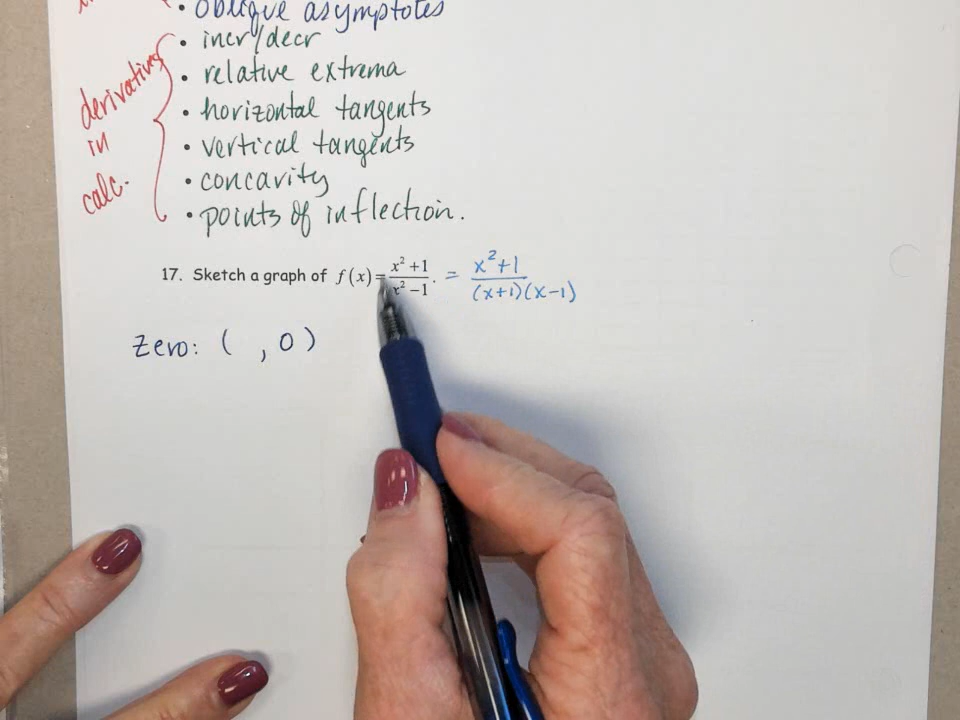 • oblique asymptotes
• incr/decr
• relative extrema
• horizontal tangents
• vertical tangents
• concavity
• points of inflection.
derivatives
in
calc.
17. Sketch a graph of f(x) = (x² + 1)/(x² − 1). = (x²+1)/((x+1)(x−1))
Zero: ( , 0 )